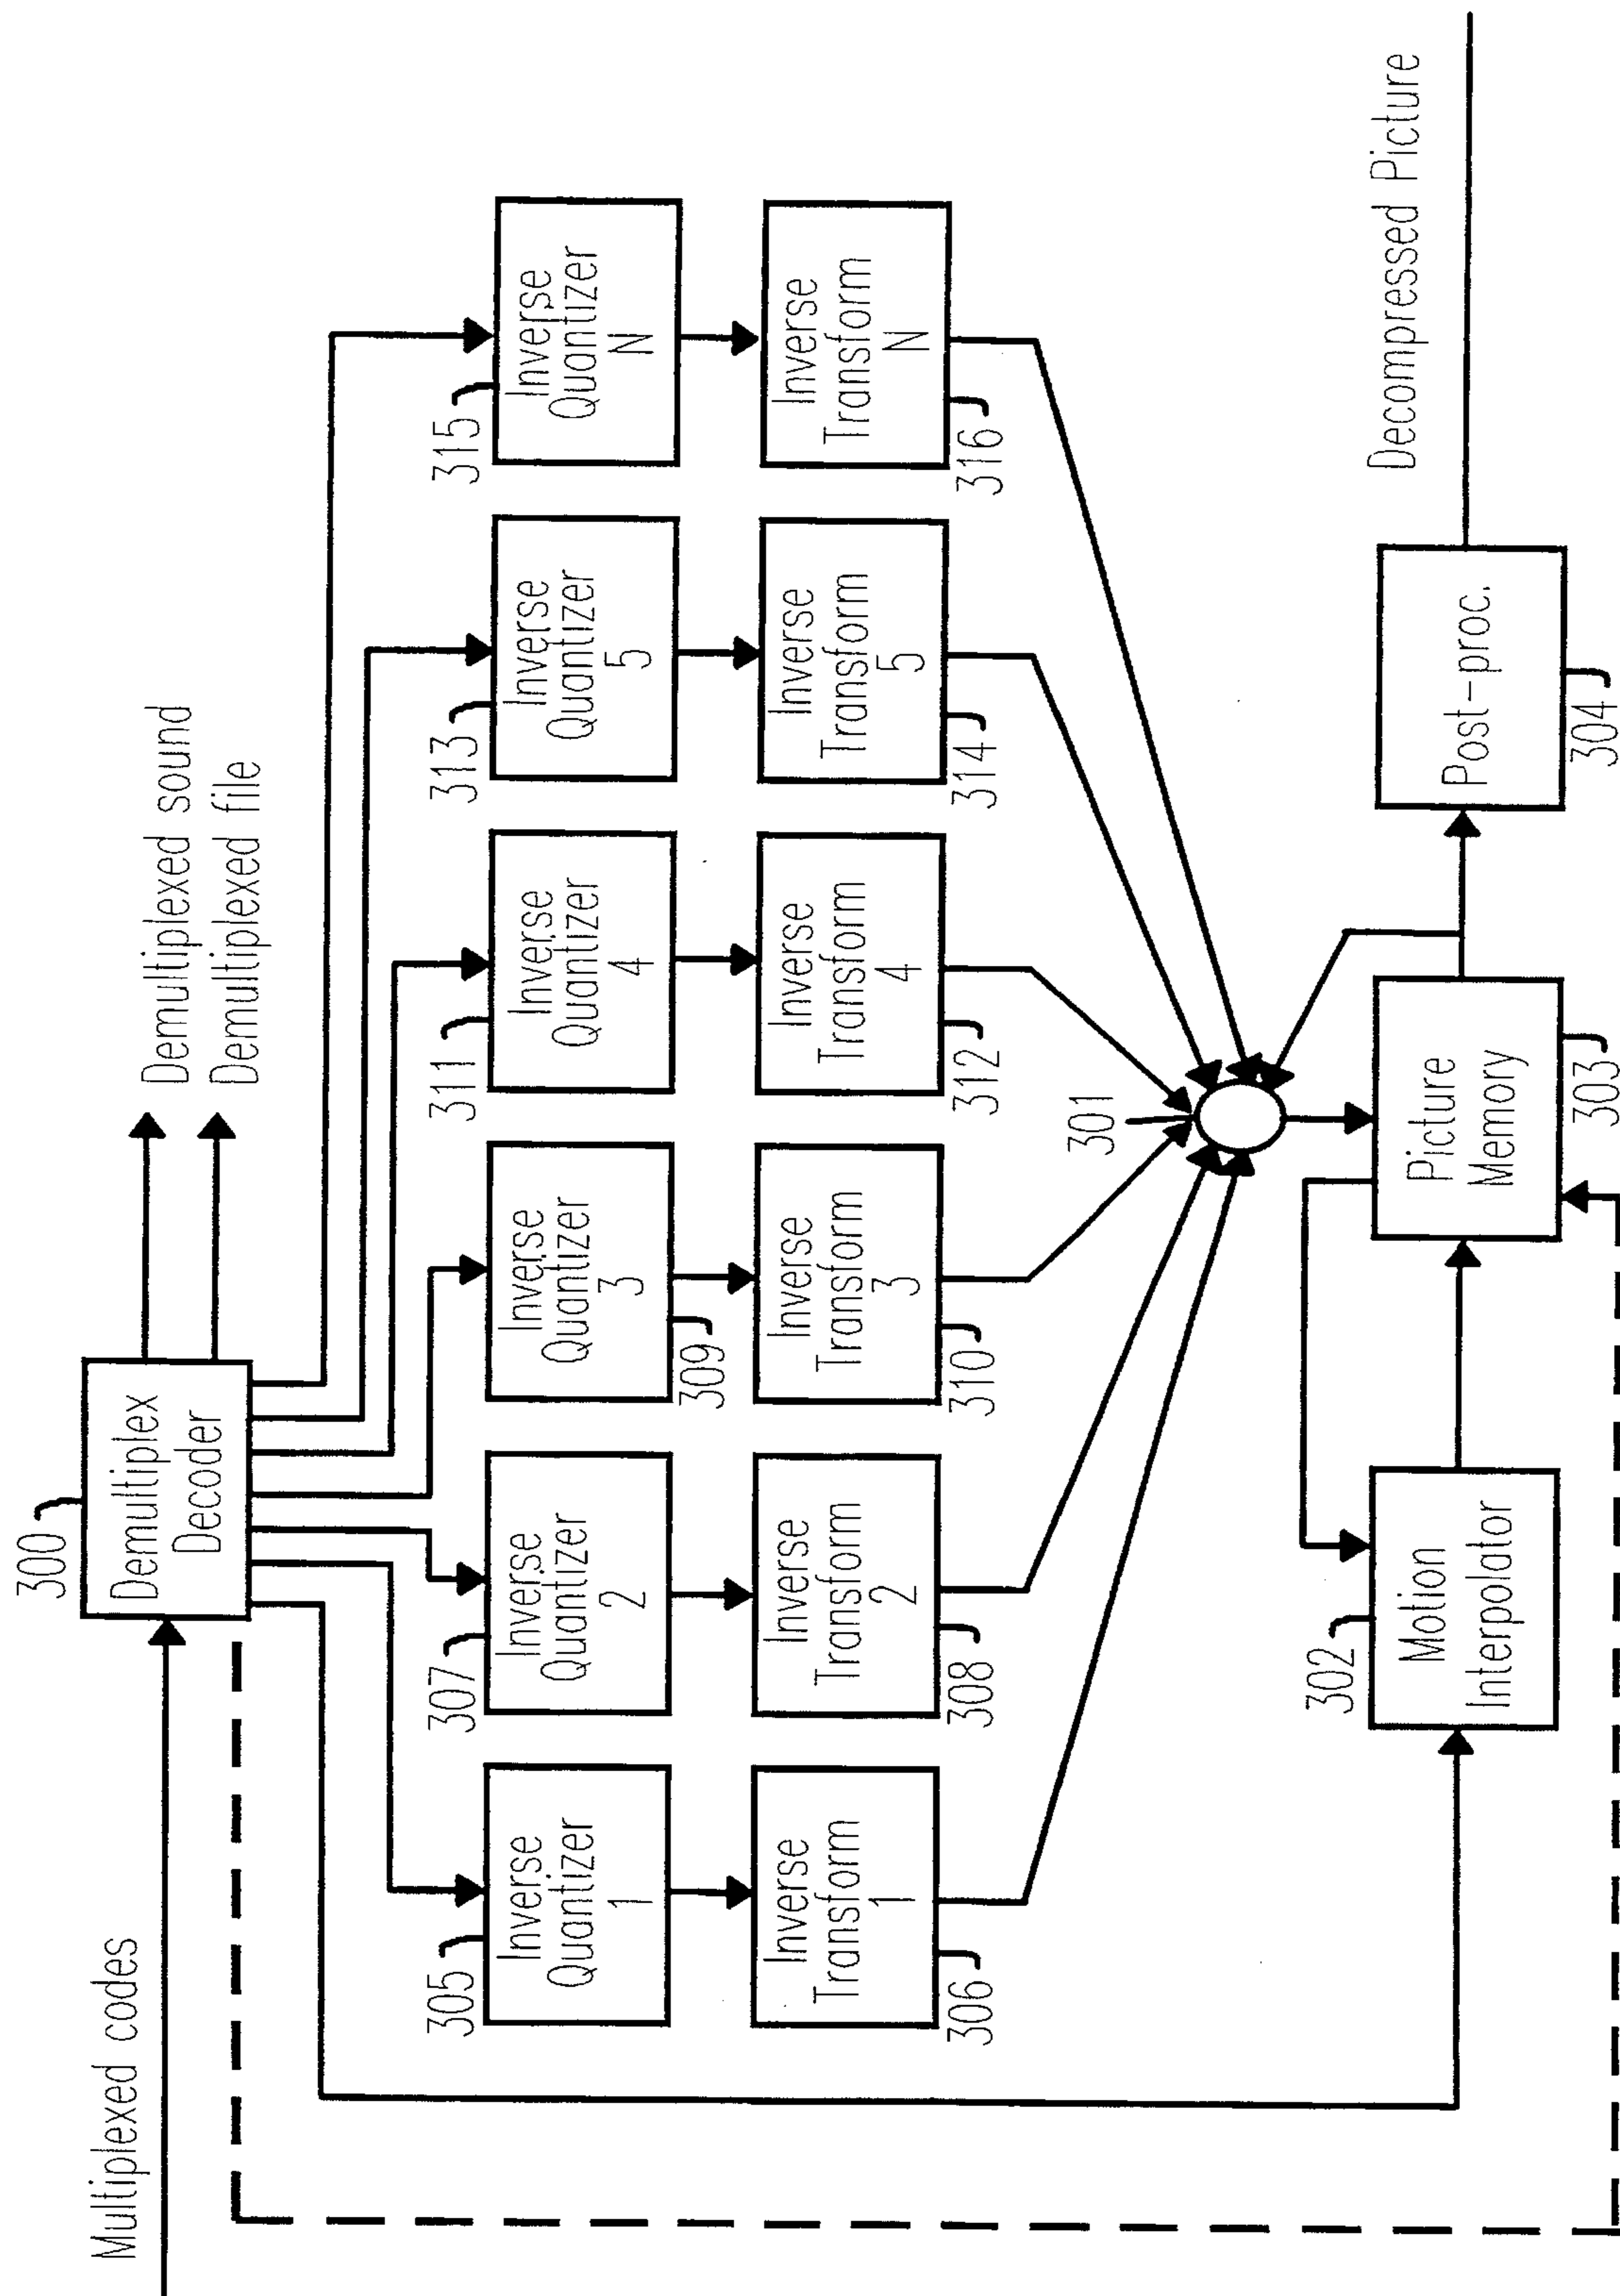 Multiplexed codes
300
Demultiplex
Decoder
Demultiplexed sound
Demultiplexed file
305
Inverse
Quantizer
1
307
Inverse
Quantizer
2
Inverse
Quantizer
3
309
311
Inverse
Quantizer
4
313
Inverse
Quantizer
5
315
Inverse
Quantizer
N
Inverse
Transform
1
306
Inverse
Transform
2
308
Inverse
Transform
3
310
Inverse
Transform
4
312
Inverse
Transform
5
314
Inverse
Transform
N
316
301
302
Motion
Interpolator
Picture
Memory
303
Post-proc.
304
Decompressed Picture